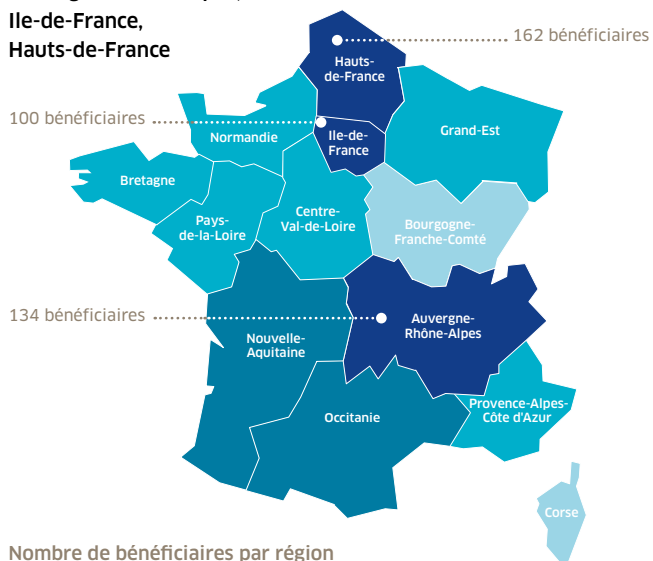 Ile-de-France,
Hauts-de-France
162 bénéficiaires
Hauts-
de-France
100 bénéficiaires
Normandie
Ile-de-
France
Grand-Est
Bretagne
Pays-
de-la-Loire
Centre-
Val-de-Loire
Bourgogne-
Franche-Comté
134 bénéficiaires
Auvergne-
Rhône-Alpes
Nouvelle-
Aquitaine
Occitanie
Provence-Alpes-
Côte d'Azur
Corse
Nombre de bénéficiaires par région